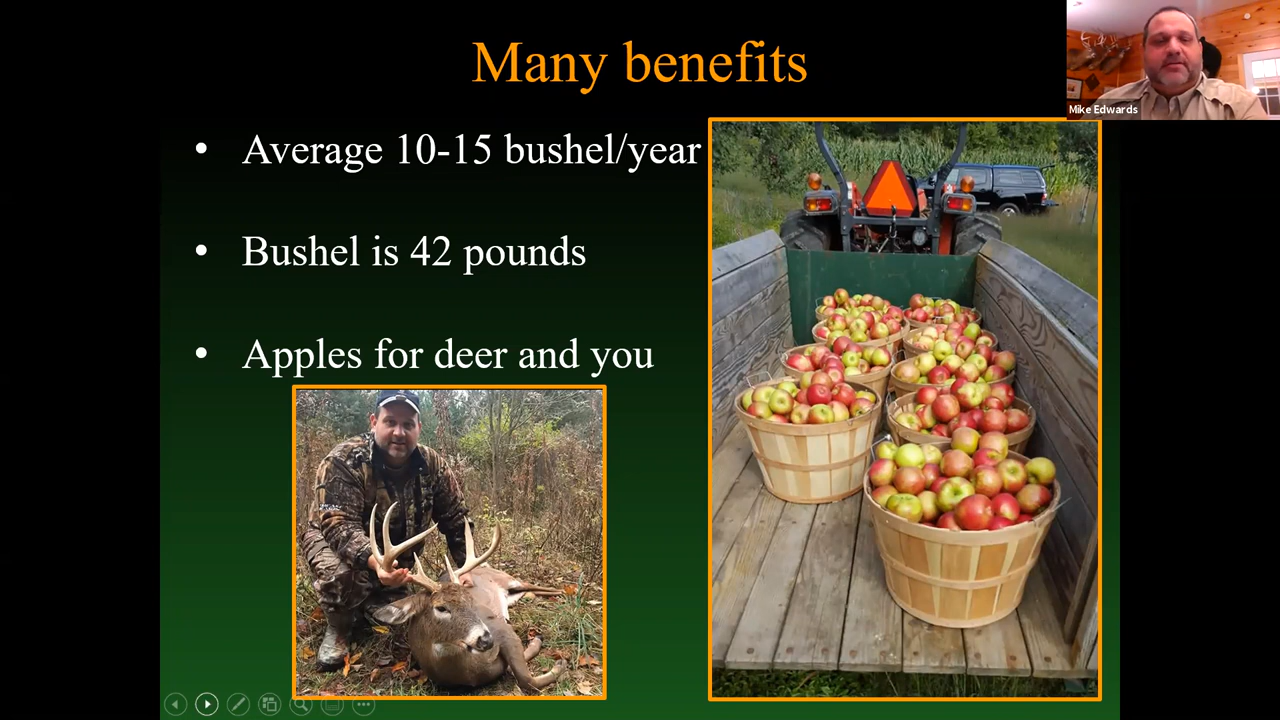 Many benefits
Mike Edwards
• Average 10-15 bushel/year
• Bushel is 42 pounds
• Apples for deer and you